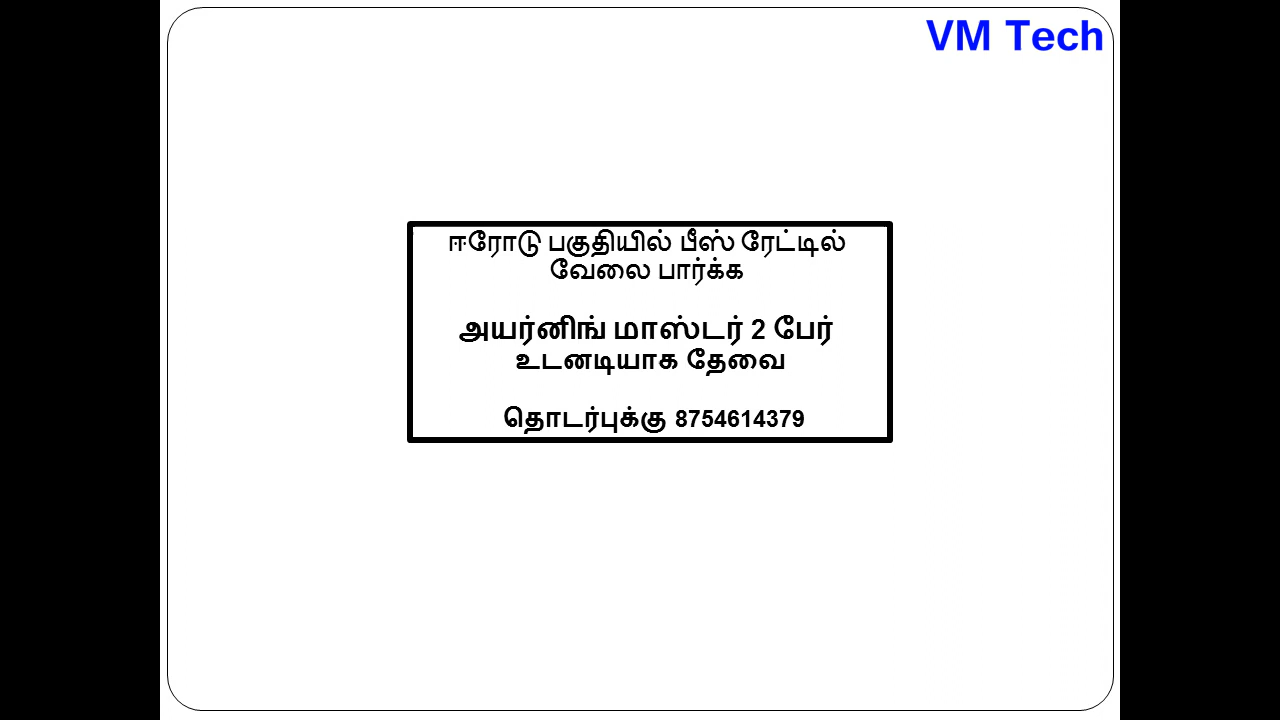 VM Tech
ஈரோடு பகுதியில் பீஸ் ரேட்டில்
வேலை பார்க்க
அயர்னிங் மாஸ்டர் 2 பேர்
உடனடியாக தேவை
தொடர்புக்கு 8754614379